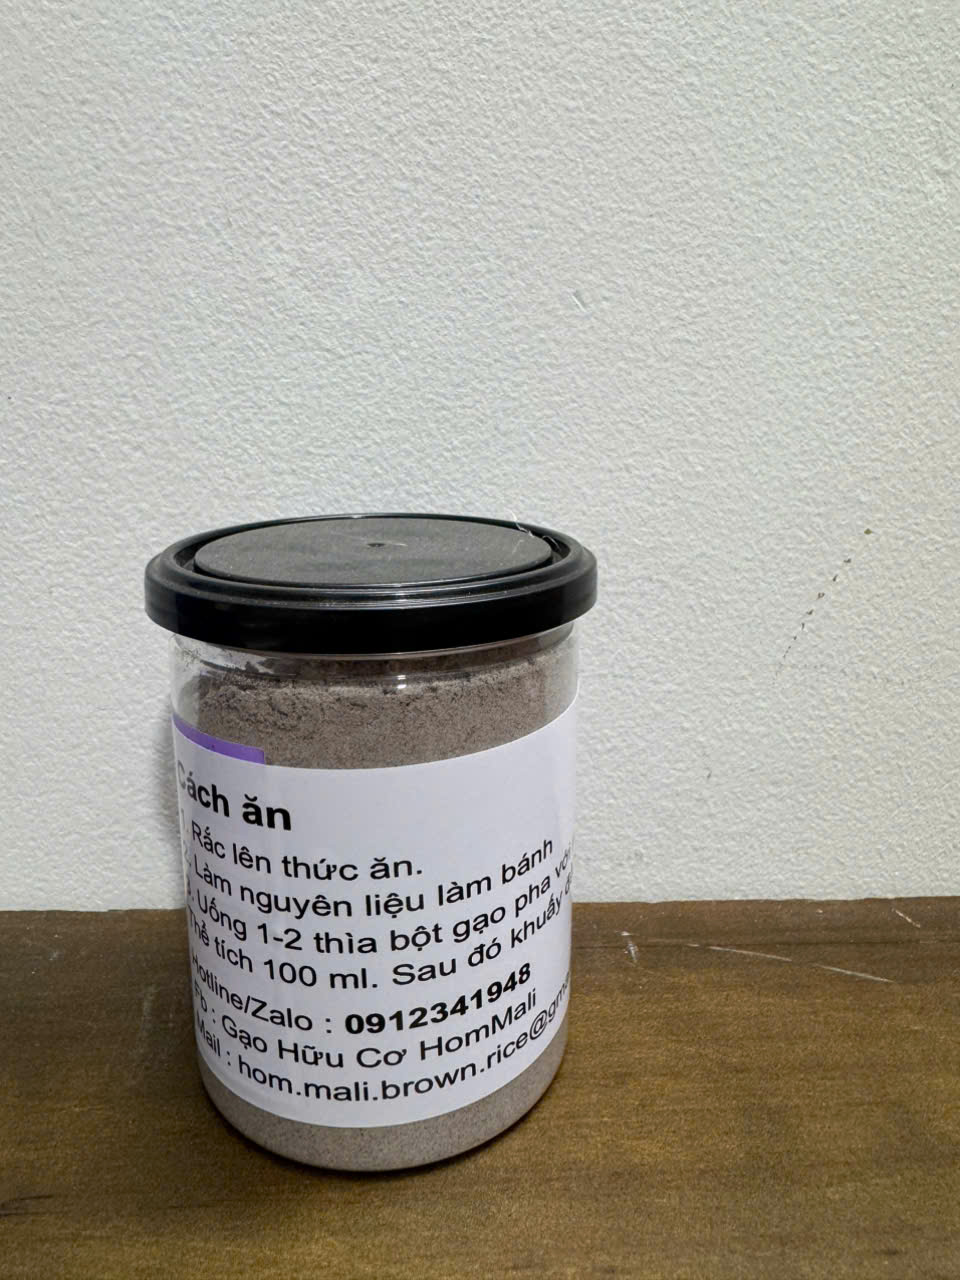 Cách ăn
1. Rắc lên thức ăn.
2. Làm nguyên liệu làm bánh
3. Uống 1-2 thìa bột gạo pha với
Thể tích 100 ml. Sau đó khuấy
Hotline/Zalo : 0912341948
Fb : Gạo Hữu Cơ HomMali
Mail : hom.mali.brown.rice@gma